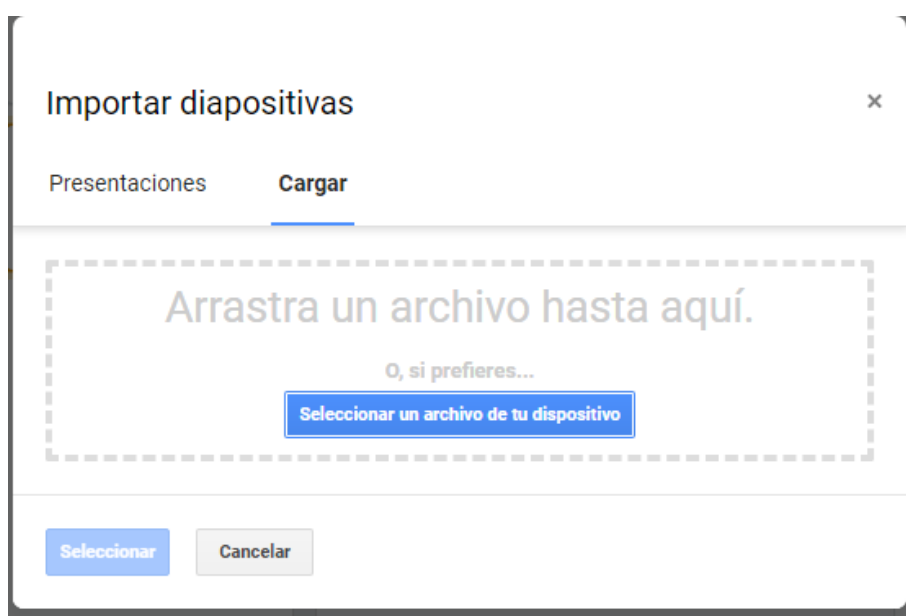 Importar diapositivas
Presentaciones Cargar
Arrastra un archivo hasta aquí.
O, si prefieres...
Seleccionar un archivo de tu dispositivo
Seleccionar Cancelar